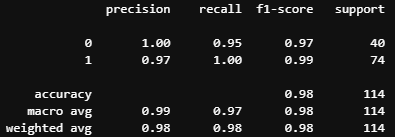 precision recall f1-score support
0 1.00 0.95 0.97 40
1 0.97 1.00 0.99 74
accuracy 0.98 114
macro avg 0.99 0.97 0.98 114
weighted avg 0.98 0.98 0.98 114